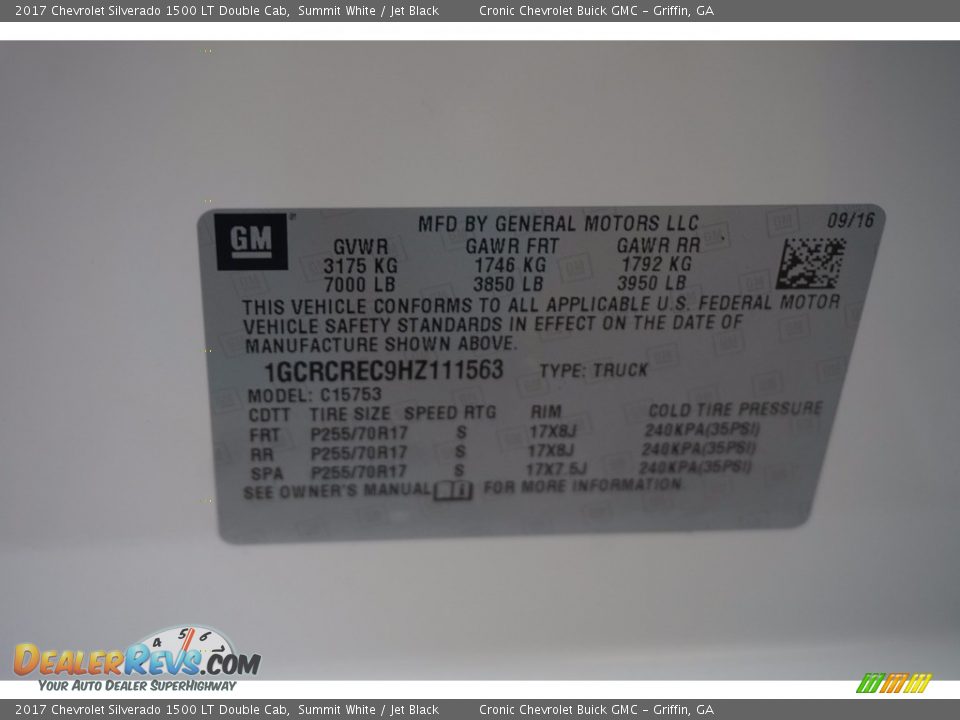 2017 Chevrolet Silverado 1500 LT Double Cab, Summit White / Jet Black Cronic Chevrolet Buick GMC - Griffin, GA
GM MFD BY GENERAL MOTORS LLC 09/16
GVWR GAWR FRT GAWR RR
3175 KG 1746 KG 1792 KG
7000 LB 3850 LB 3950 LB
THIS VEHICLE CONFORMS TO ALL APPLICABLE U.S. FEDERAL MOTOR
VEHICLE SAFETY STANDARDS IN EFFECT ON THE DATE OF
MANUFACTURE SHOWN ABOVE.
1GCRCREC9HZ111563 TYPE: TRUCK
MODEL: C15753
CDTT TIRE SIZE SPEED RTG RIM COLD TIRE PRESSURE
FRT P255/70R17 S 17X8J 240KPA(35PSI)
RR P255/70R17 S 17X8J 240KPA(35PSI)
SPA P255/70R17 S 17X7.5J 240KPA(35PSI)
SEE OWNER'S MANUAL FOR MORE INFORMATION
4 5 6 7
DEALERREVS.COM
YOUR AUTO DEALER SUPERHIGHWAY
2017 Chevrolet Silverado 1500 LT Double Cab, Summit White / Jet Black Cronic Chevrolet Buick GMC - Griffin, GA